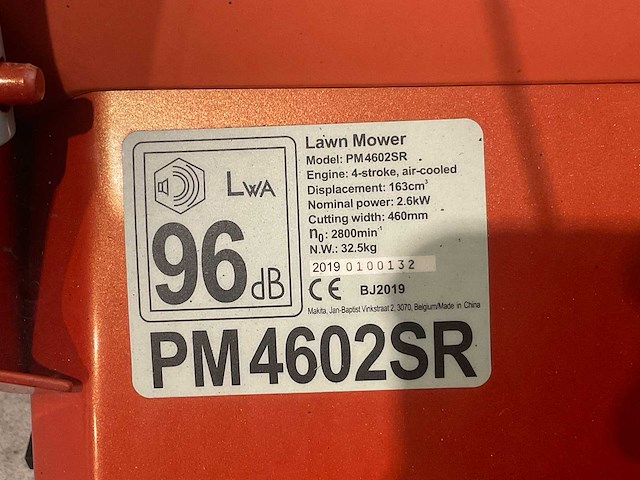 LWA
96 dB
Lawn Mower
Model: PM4602SR
Engine: 4-stroke, air-cooled
Displacement: 163cm³
Nominal power: 2.6kW
Cutting width: 460mm
n₀: 2800min⁻¹
N.W.: 32.5kg
2019 0100132
CE BJ2019
Makita, Jan-Baptist Vinkstraat 2, 3070, Belgium/Made in China
PM4602SR